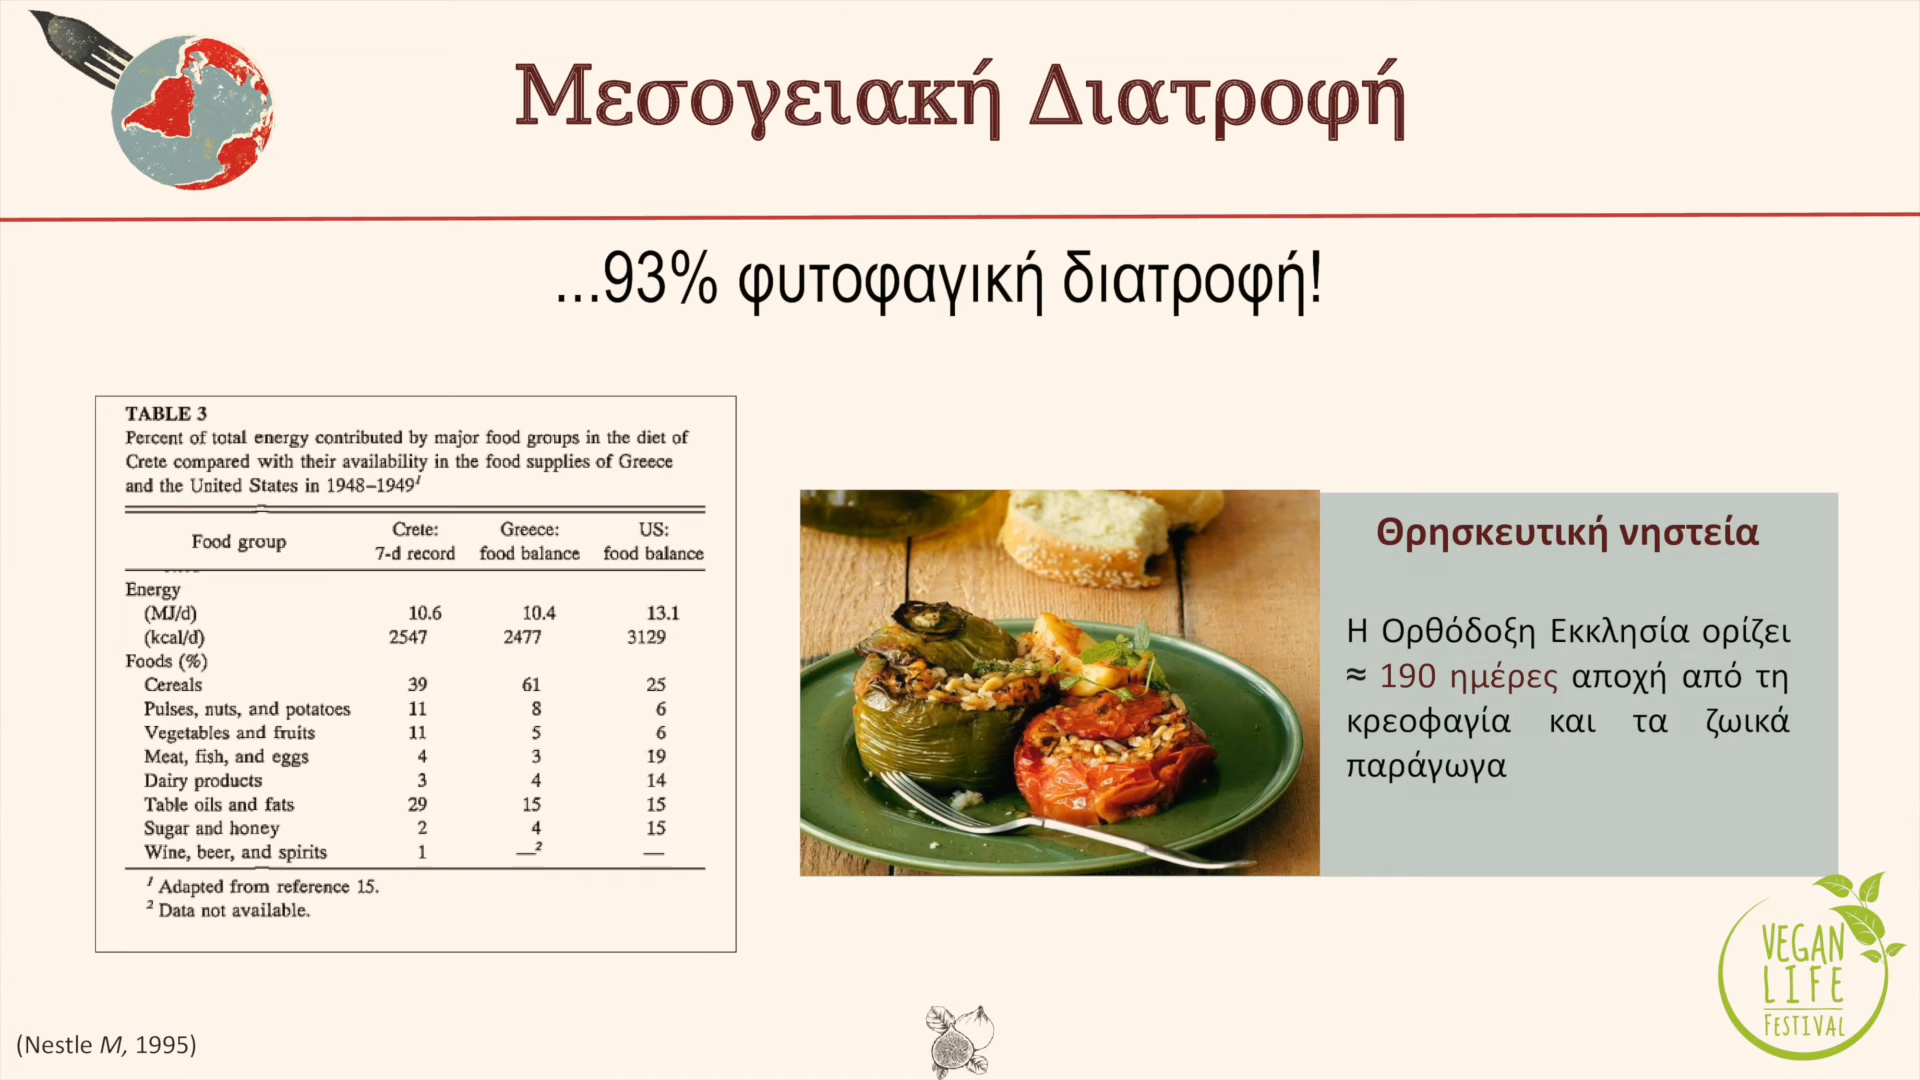 Μεσογειακή Διατροφή
...93% φυτοφαγική διατροφή!
TABLE 3
Percent of total energy contributed by major food groups in the diet of
Crete compared with their availability in the food supplies of Greece
and the United States in 1948–1949¹
Food group Crete: 7-d record Greece: food balance US: food balance
Energy
(MJ/d) 10.6 10.4 13.1
(kcal/d) 2547 2477 3129
Foods (%)
Cereals 39 61 25
Pulses, nuts, and potatoes 11 8 6
Vegetables and fruits 11 5 6
Meat, fish, and eggs 4 3 19
Dairy products 3 4 14
Table oils and fats 29 15 15
Sugar and honey 2 4 15
Wine, beer, and spirits 1 —² —
¹ Adapted from reference 15.
² Data not available.
Θρησκευτική νηστεία
Η Ορθόδοξη Εκκλησία ορίζει
≈ 190 ημέρες αποχή από τη
κρεοφαγία και τα ζωικά
παράγωγα
VEGAN
LIFE
FESTIVAL
(Nestle M, 1995)